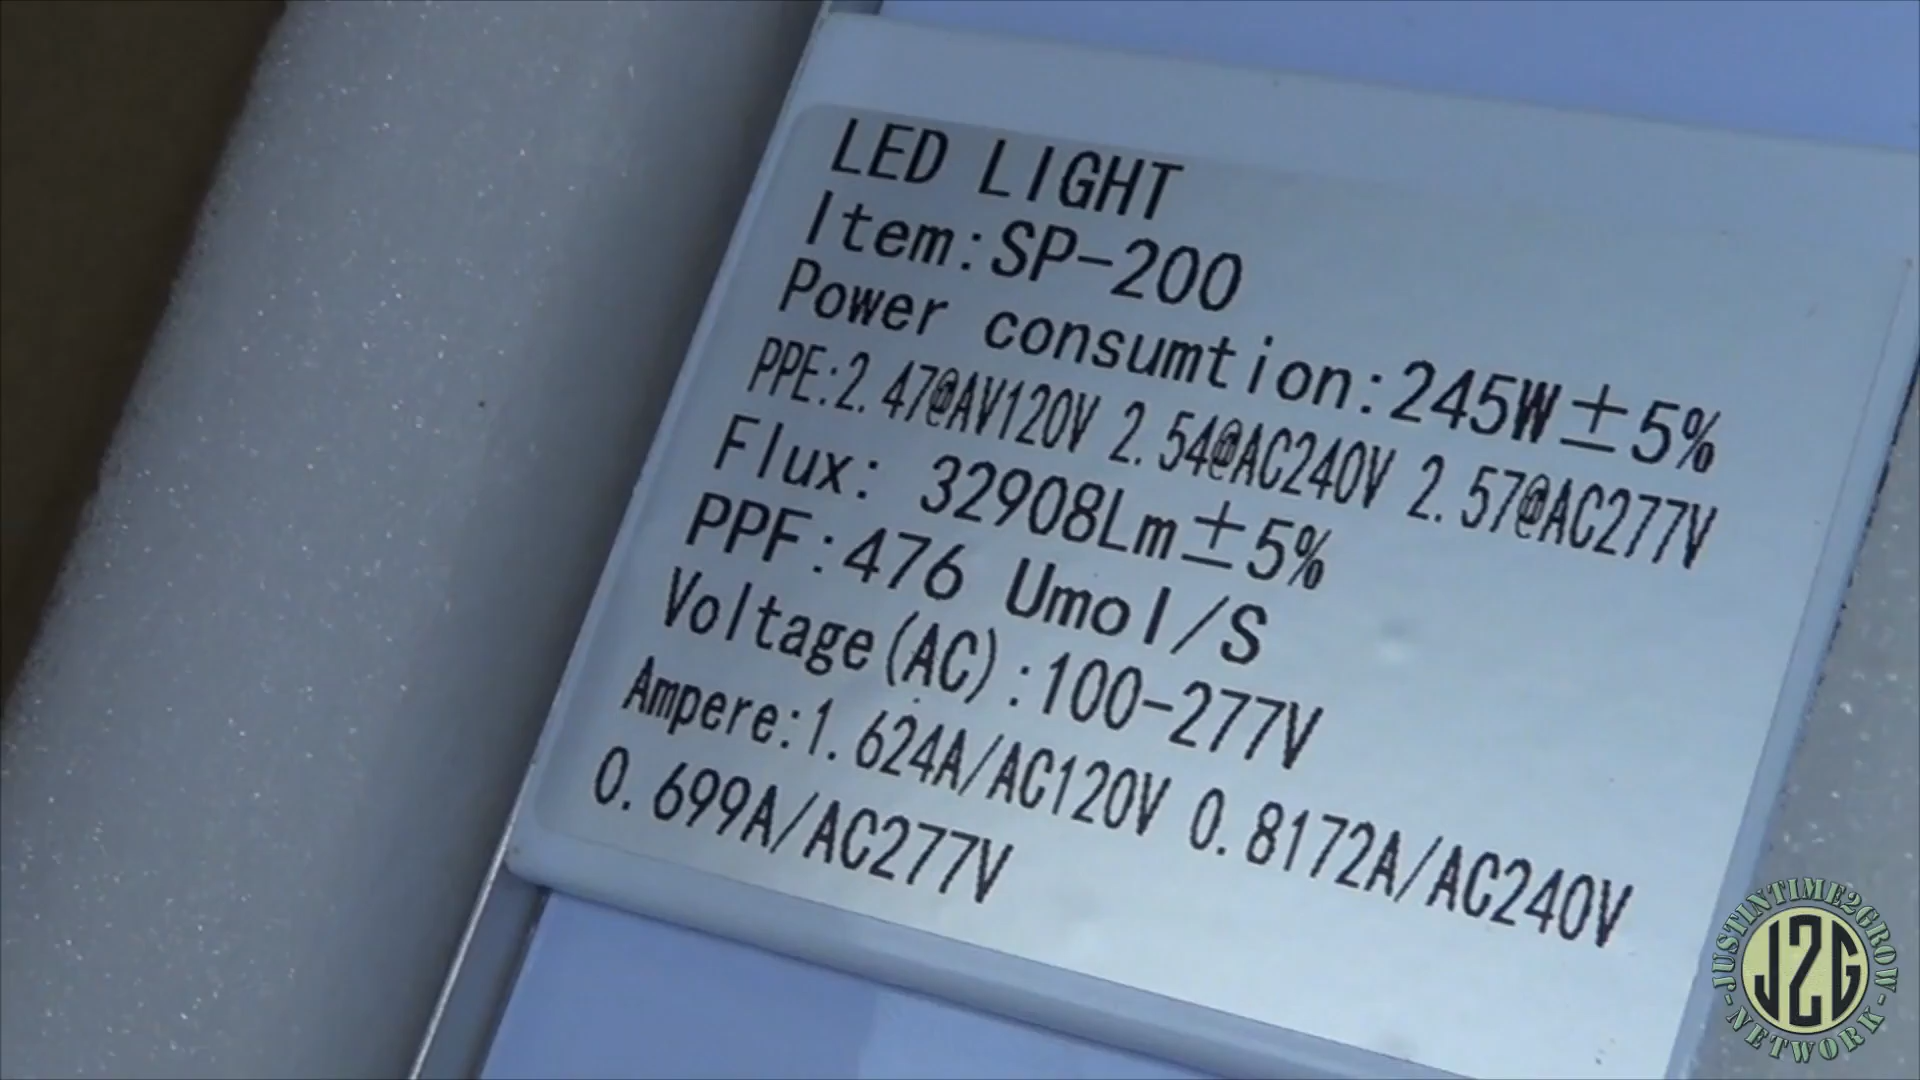 LED LIGHT
Item:SP-200
Power consumtion:245W±5%
PPE:2.47@AV120V 2.54@AC240V 2.57@AC277V
Flux: 32908Lm±5%
PPF:476 Umol/S
Voltage(AC):100-277V
Ampere:1.624A/AC120V 0.8172A/AC240V
0.699A/AC277V
JUSTINTIME2GROW
J2G
-NETWORK-